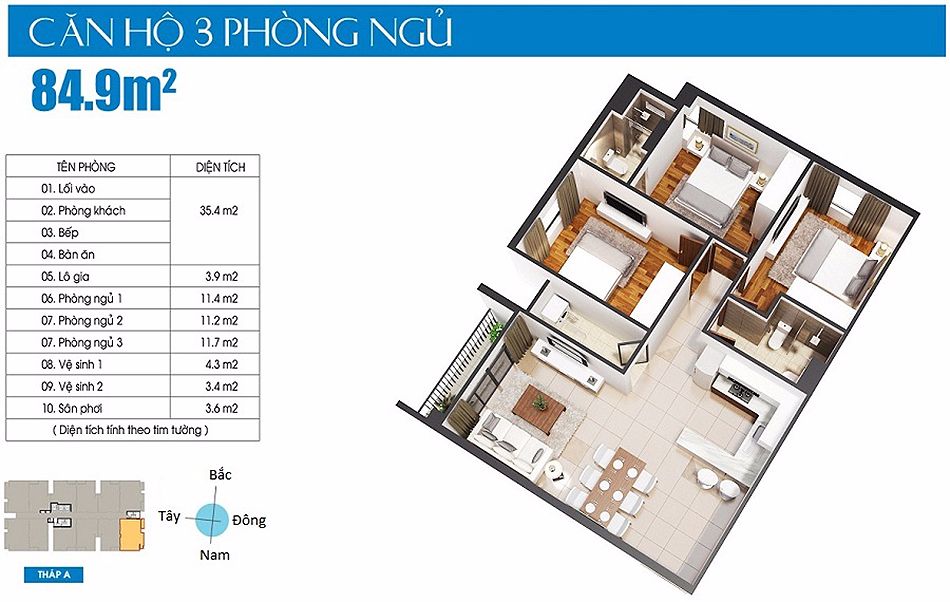 CĂN HỘ 3 PHÒNG NGỦ
84.9m²
TÊN PHÒNG DIỆN TÍCH
01. Lối vào
02. Phòng khách 35.4 m2
03. Bếp
04. Bàn ăn
05. Lô gia 3.9 m2
06. Phòng ngủ 1 11.4 m2
07. Phòng ngủ 2 11.2 m2
07. Phòng ngủ 3 11.7 m2
08. Vệ sinh 1 4.3 m2
09. Vệ sinh 2 3.4 m2
10. Sân phơi 3.6 m2
( Diện tích tính theo tim tường )
Bắc
Tây Đông
Nam
THÁP A